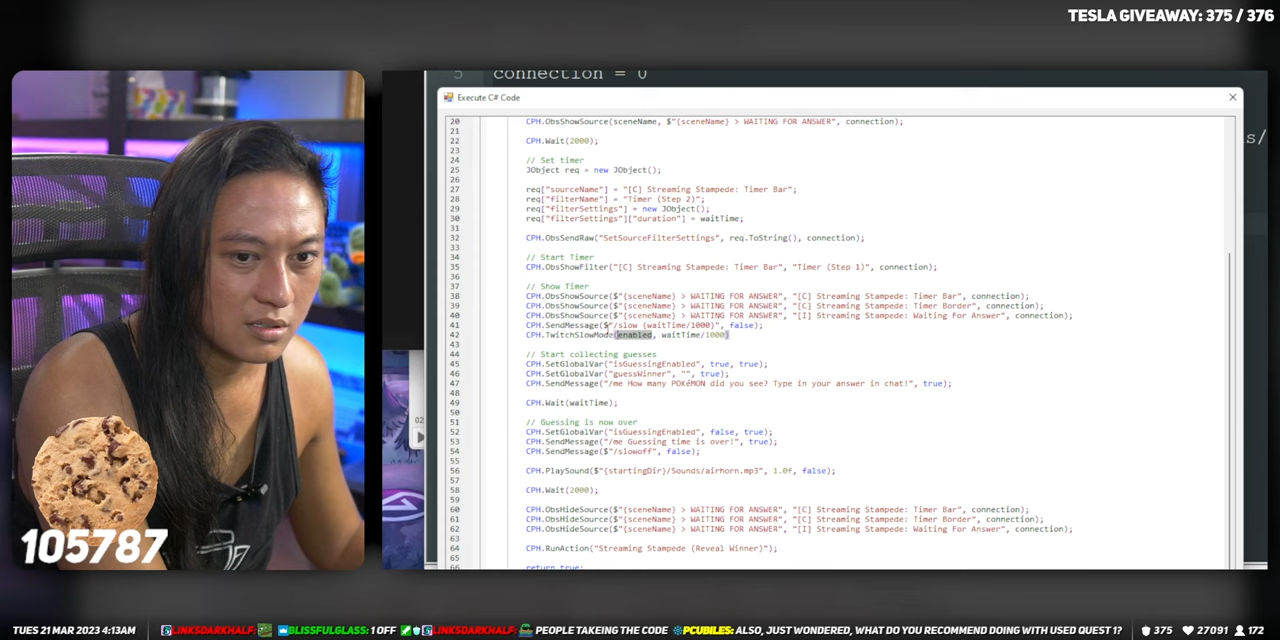 TESLA GIVEAWAY: 375 / 376
5 connection = 0
Execute C# Code
20 CPH.ObsShowSource(sceneName, $"{sceneName} > WAITING FOR ANSWER", connection);
21
22 CPH.Wait(2000);
23
24 // Set timer
25 JObject req = new JObject();
26
27 req["sourceName"] = "[C] Streaming Stampede: Timer Bar";
28 req["filterName"] = "Timer (Step 2)";
29 req["filterSettings"] = new JObject();
30 req["filterSettings"]["duration"] = waitTime;
31
32 CPH.ObsSendRaw("SetSourceFilterSettings", req.ToString(), connection);
33
34 // Start Timer
35 CPH.ObsShowFilter("[C] Streaming Stampede: Timer Bar", "Timer (Step 1)", connection);
36
37 // Show Timer
38 CPH.ObsShowSource($"{sceneName} > WAITING FOR ANSWER", "[C] Streaming Stampede: Timer Bar", connection);
39 CPH.ObsShowSource($"{sceneName} > WAITING FOR ANSWER", "[C] Streaming Stampede: Timer Border", connection);
40 CPH.ObsShowSource($"{sceneName} > WAITING FOR ANSWER", "[I] Streaming Stampede: Waiting For Answer", connection);
41 CPH.SendMessage($"/slow {waitTime/1000}", false);
42 CPH.TwitchSlowMode(enabled, waitTime/1000)
43
44 // Start collecting guesses
45 CPH.SetGlobalVar("isGuessingEnabled", true, true);
46 CPH.SetGlobalVar("guessWinner", "", true);
47 CPH.SendMessage("/me How many POKéMON did you see? Type in your answer in chat!", true);
48
49 CPH.Wait(waitTime);
50
51 // Guessing is now over
52 CPH.SetGlobalVar("isGuessingEnabled", false, true);
53 CPH.SendMessage("/me Guessing time is over!", true);
54 CPH.SendMessage("/slowoff", false);
55
56 CPH.PlaySound($"{startingDir}/Sounds/airhorn.mp3", 1.0f, false);
57
58 CPH.Wait(2000);
59
60 CPH.ObsHideSource($"{sceneName} > WAITING FOR ANSWER", "[C] Streaming Stampede: Timer Bar", connection);
61 CPH.ObsHideSource($"{sceneName} > WAITING FOR ANSWER", "[C] Streaming Stampede: Timer Border", connection);
62 CPH.ObsHideSource($"{sceneName} > WAITING FOR ANSWER", "[I] Streaming Stampede: Waiting For Answer", connection);
63
64 CPH.RunAction("Streaming Stampede (Reveal Winner)");
65
66 return true;
s/
02
105787
TUES 21 MAR 2023 4:13AM LINKSDARKHALF: BLISSFULGLASS: 1 OFF LINKSDARKHALF: PEOPLE TAKEING THE CODE PCUBILES: ALSO, JUST WONDERED, WHAT DO YOU RECOMMEND DOING WITH USED QUEST 1? 375 27091 172